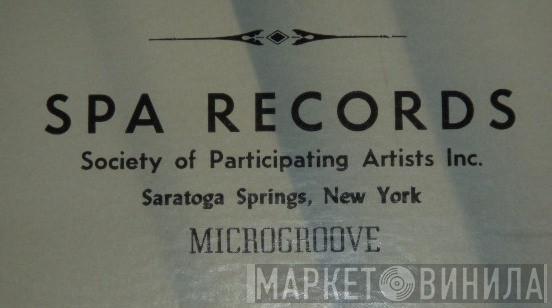 SPA RECORDS
Society of Participating Artists Inc.
Saratoga Springs, New York
MICROGROOVE
МАРКЕТ ВИНИЛА